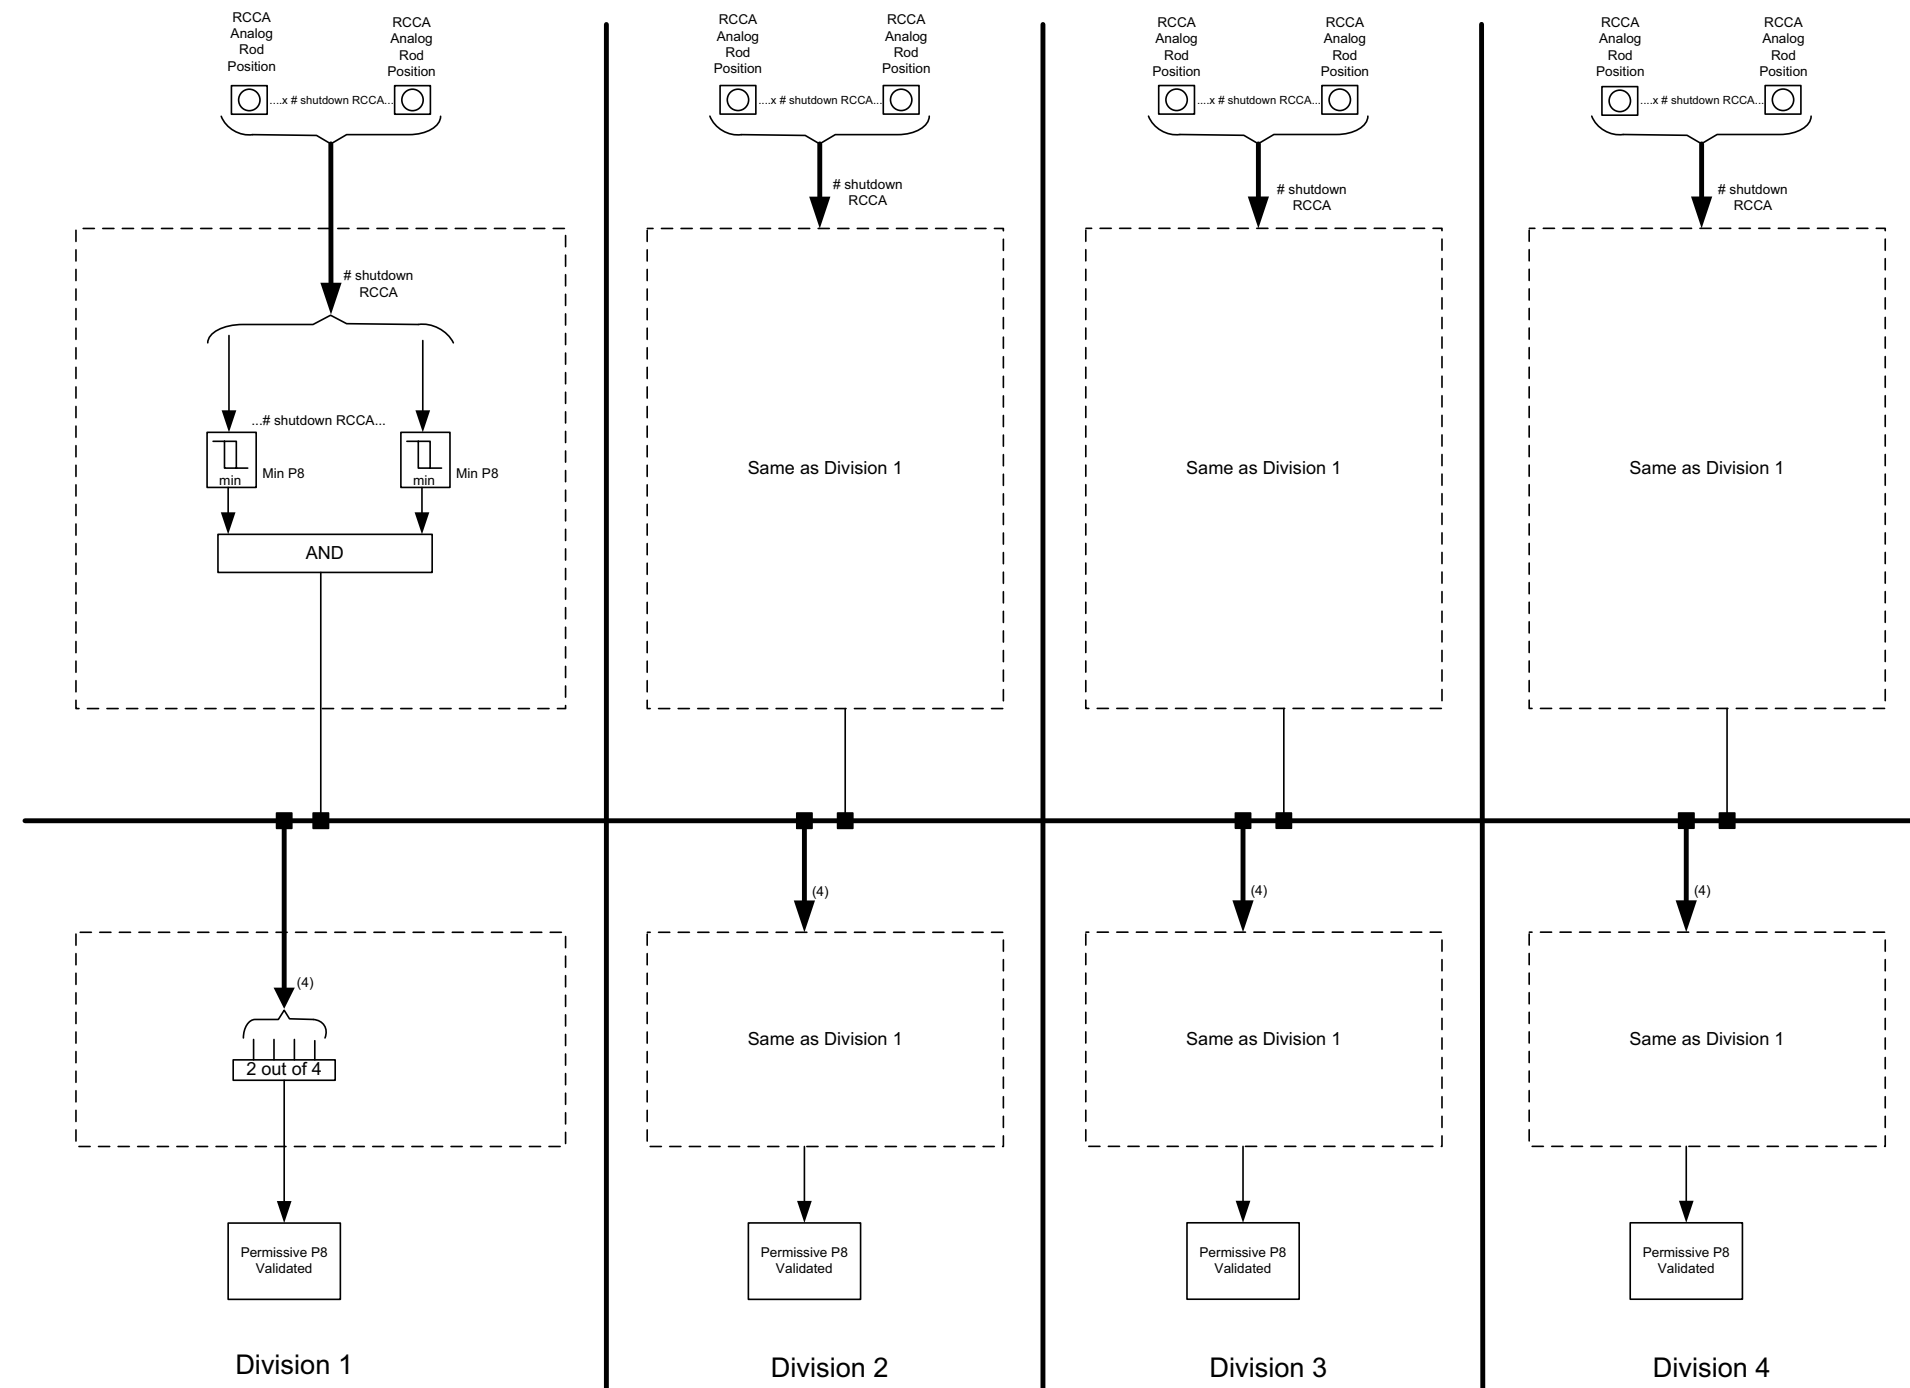 RCCA
Analog
Rod
Position
RCCA
Analog
Rod
Position
....x # shutdown RCCA...
# shutdown
RCCA
...# shutdown RCCA...
min
Min P8
min
Min P8
AND
(4)
2 out of 4
Permissive P8
Validated
Division 1
RCCA
Analog
Rod
Position
RCCA
Analog
Rod
Position
....x # shutdown RCCA...
# shutdown
RCCA
Same as Division 1
(4)
Same as Division 1
Permissive P8
Validated
Division 2
RCCA
Analog
Rod
Position
RCCA
Analog
Rod
Position
....x # shutdown RCCA...
# shutdown
RCCA
Same as Division 1
(4)
Same as Division 1
Permissive P8
Validated
Division 3
RCCA
Analog
Rod
Position
RCCA
Analog
Rod
Position
....x # shutdown RCCA...
# shutdown
RCCA
Same as Division 1
(4)
Same as Division 1
Permissive P8
Validated
Division 4